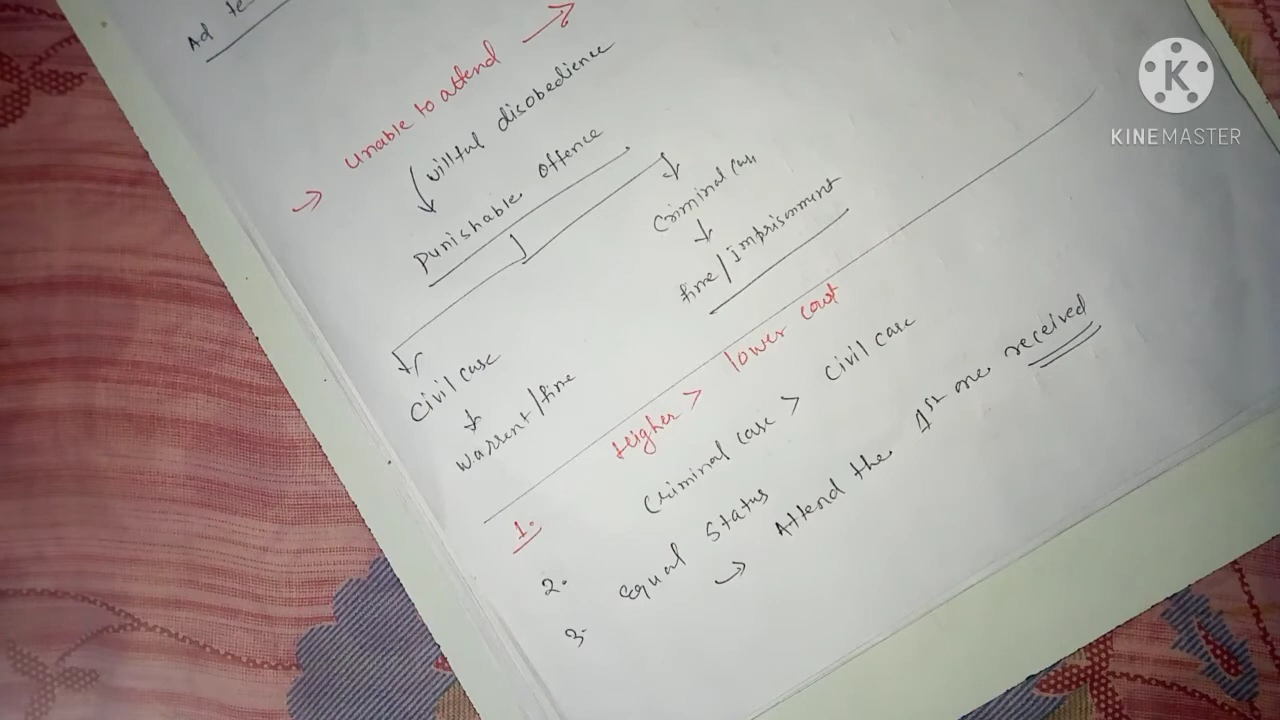 Ad te
→ unable to attend →
willful disobedience
Punishable offence
Civil case
warrent/fine
Criminal case
fine/imprisonment
1. Higher > lower court
2. Criminal case > civil case
3. Equal Status
→ Attend the 1st one received
KINEMASTER